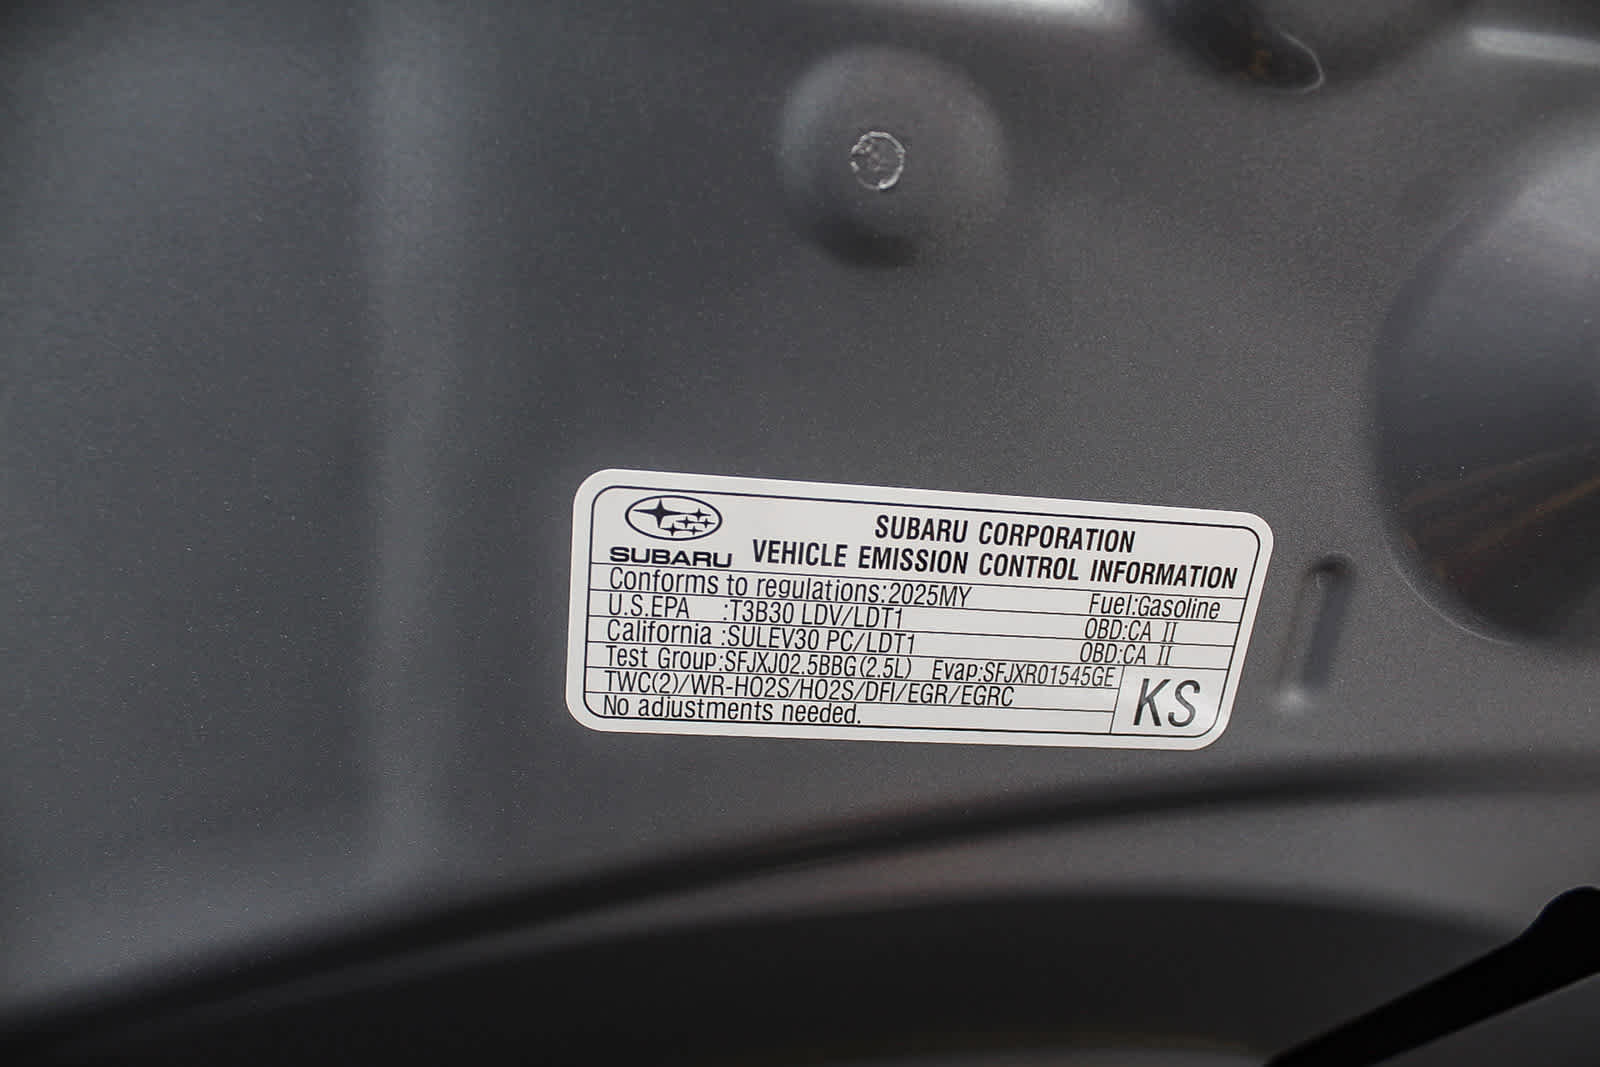 SUBARU
SUBARU CORPORATION
VEHICLE EMISSION CONTROL INFORMATION
Conforms to regulations:2025MY Fuel:Gasoline
U.S.EPA :T3B30 LDV/LDT1 OBD:CA II
California :SULEV30 PC/LDT1 OBD:CA II
Test Group:SFJXJ02.5BBG(2.5L) Evap:SFJXR01545GE
TWC(2)/WR-HO2S/HO2S/DFI/EGR/EGRC
No adjustments needed.
KS